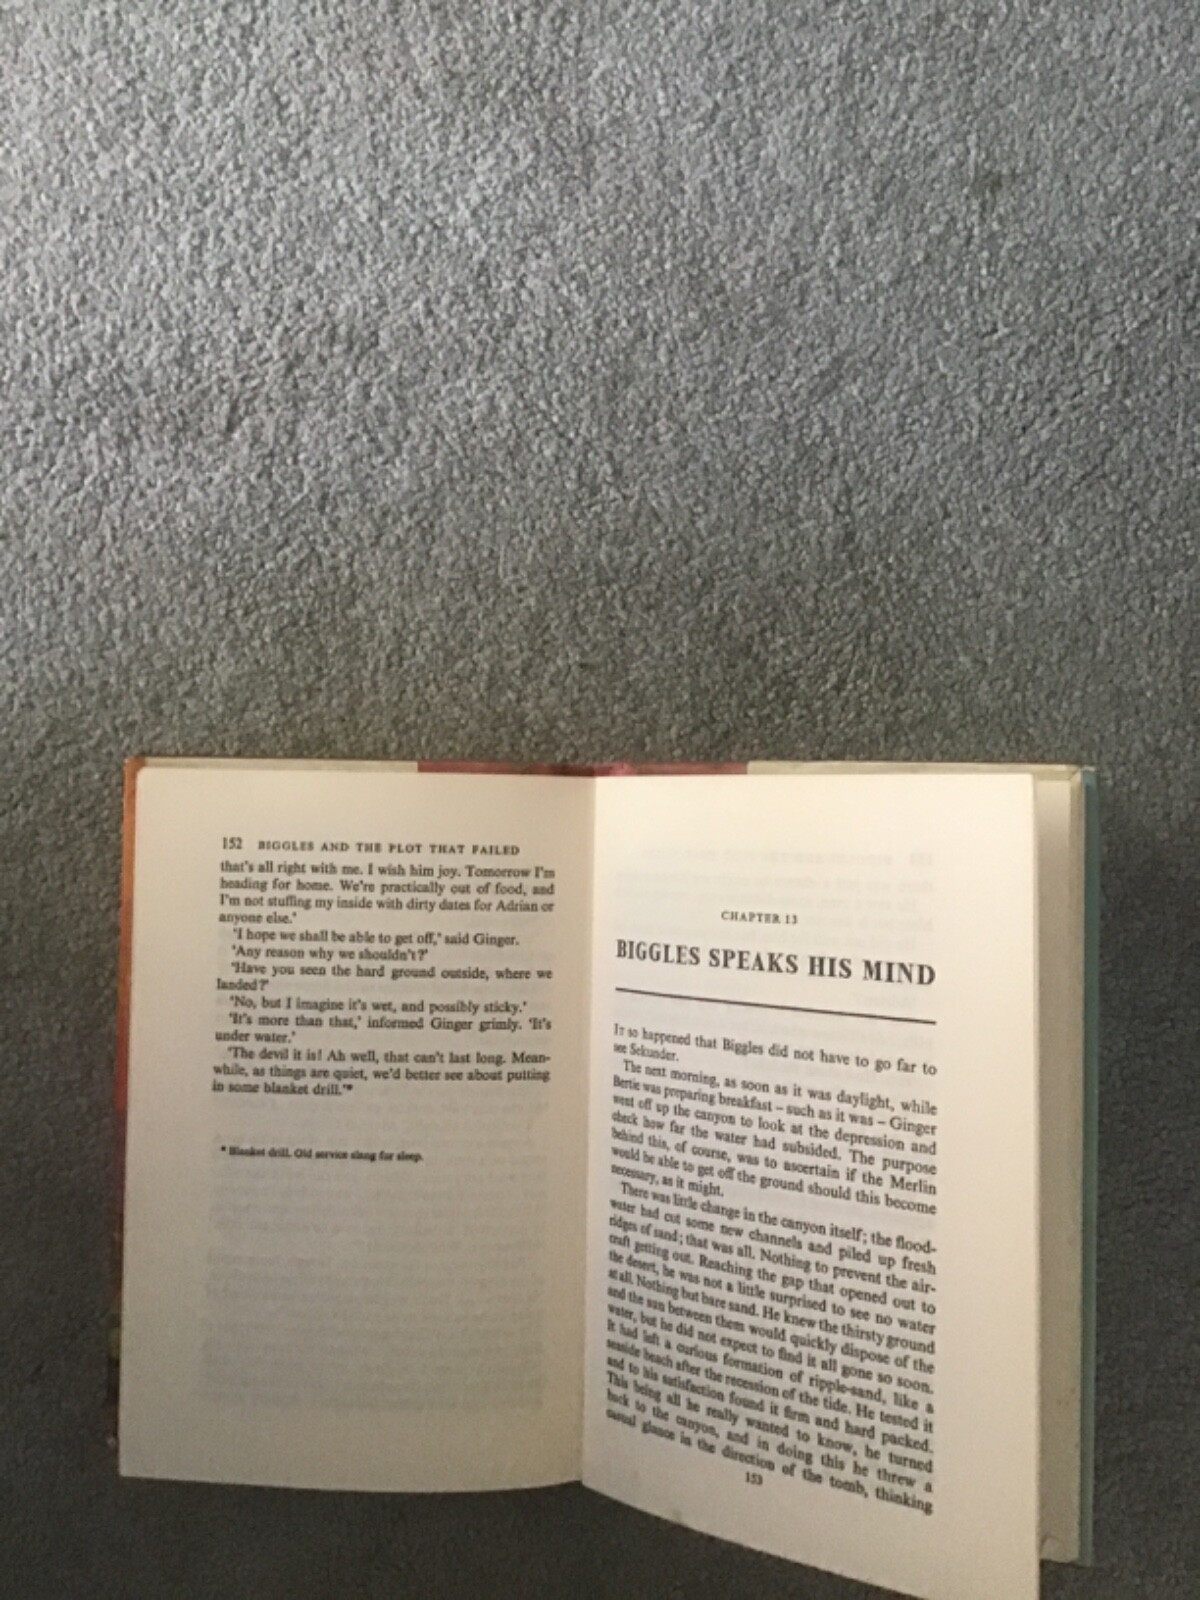 152 BIGGLES AND THE PLOT THAT FAILED
that's all right with me. I wish him joy. Tomorrow I'm
heading for home. We're practically out of food, and
I'm not stuffing my inside with dirty dates for Adrian or
anyone else.'
'I hope we shall be able to get off,' said Ginger.
'Any reason why we shouldn't?'
'Have you seen the hard ground outside, where we
landed?'
'No, but I imagine it's wet, and possibly sticky.'
'It's more than that,' informed Ginger grimly. 'It's
under water.'
'The devil it is! Ah well, that can't last long. Mean-
while, as things are quiet, we'd better see about putting
in some blanket drill.'*
* Blanket drill. Old service slang for sleep.
CHAPTER 13
BIGGLES SPEAKS HIS MIND
IT so happened that Biggles did not have to go far to
see Sekunder.
The next morning, as soon as it was daylight, while
Bertie was preparing breakfast – such as it was – Ginger
went off up the canyon to look at the depression and
check how far the water had subsided. The purpose
behind this, of course, was to ascertain if the Merlin
would be able to get off the ground should this become
necessary, as it might.
There was little change in the canyon itself; the flood-
water had cut some new channels and piled up fresh
ridges of sand; that was all. Nothing to prevent the air-
craft getting out. Reaching the gap that opened out to
the desert, he was not a little surprised to see no water
at all. Nothing but bare sand. He knew the thirsty ground
and the sun between them would quickly dispose of the
water, but he did not expect to find it all gone so soon.
It had left a curious formation of ripple-sand, like a
seaside beach after the recession of the tide. He tested it
and to his satisfaction found it firm and hard packed.
This being all he really wanted to know, he turned
back to the canyon, and in doing this he threw a
casual glance in the direction of the tomb, thinking
153